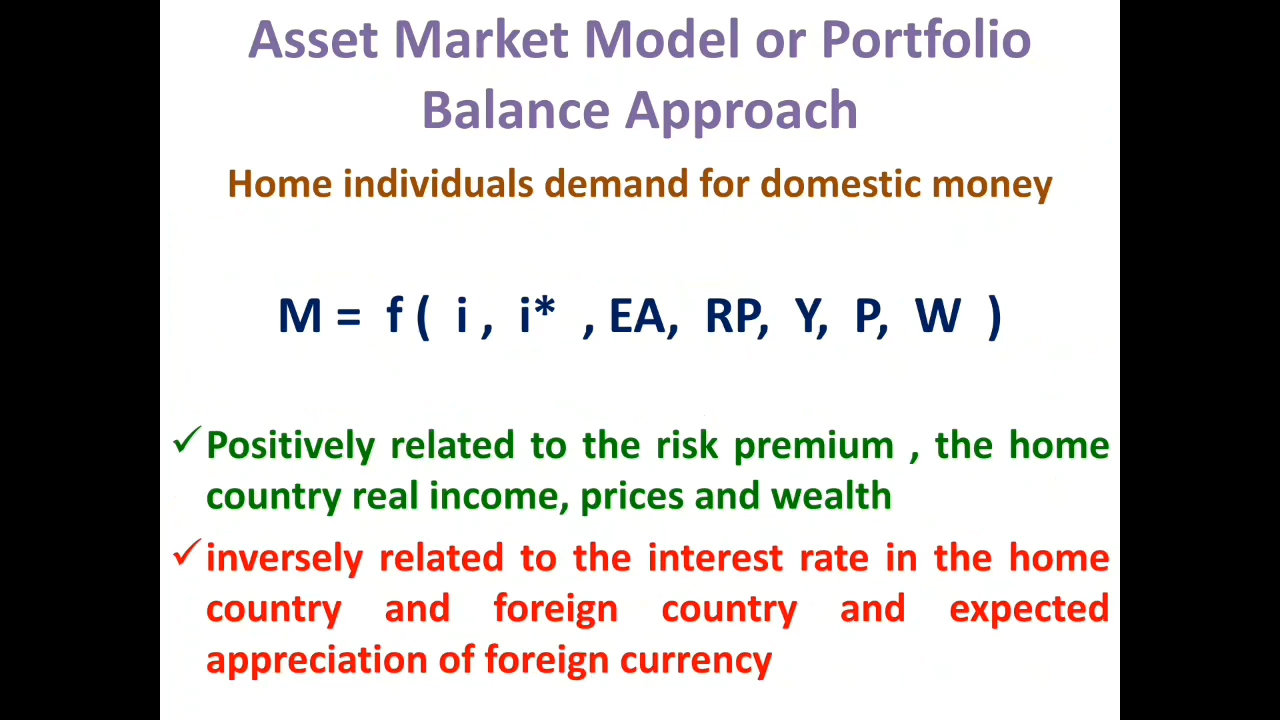 Asset Market Model or Portfolio
Balance Approach
Home individuals demand for domestic money
M = f ( i , i* , EA, RP, Y, P, W )
✓Positively related to the risk premium , the home
country real income, prices and wealth
✓inversely related to the interest rate in the home
country and foreign country and expected
appreciation of foreign currency